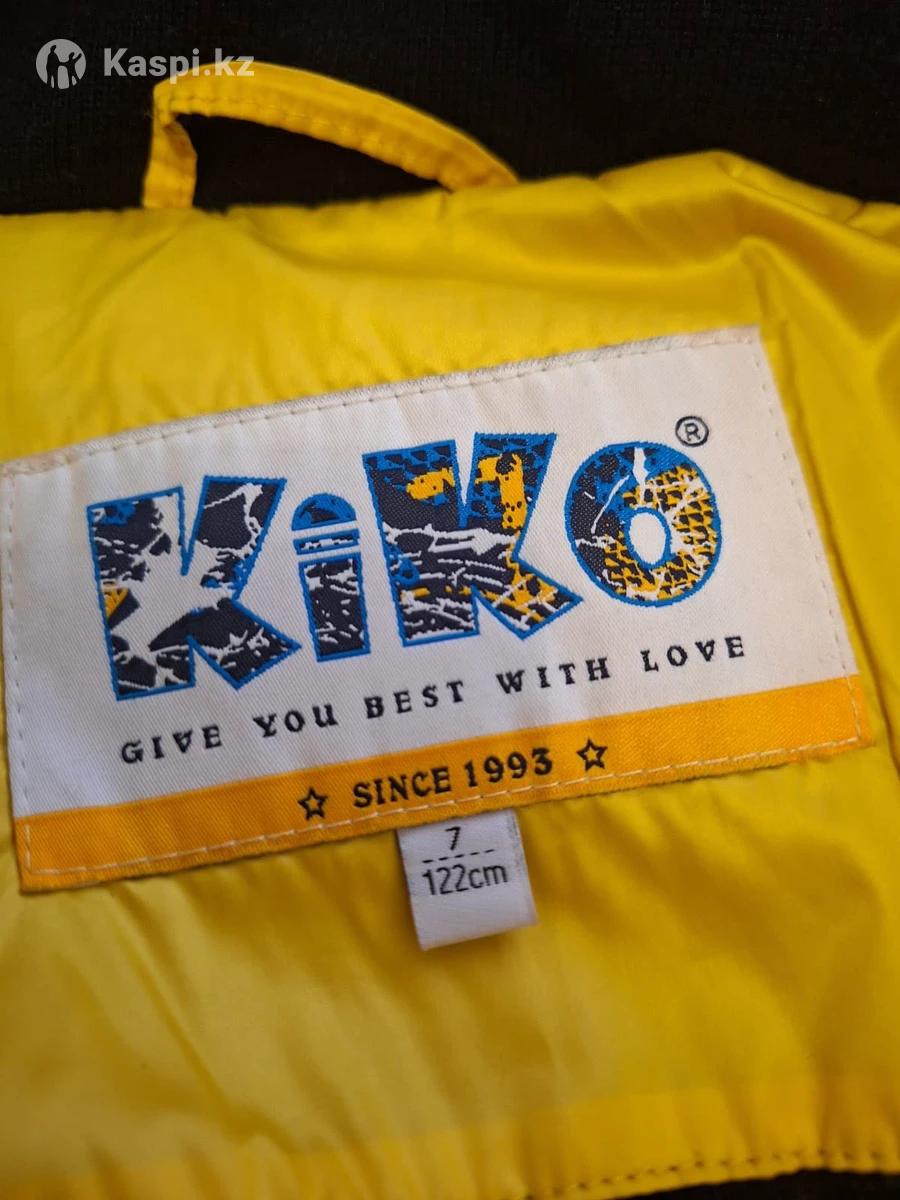 Kaspi.kz
KiKO ®
GIVE YOU BEST WITH LOVE
☆ SINCE 1993 ☆
7
122cm